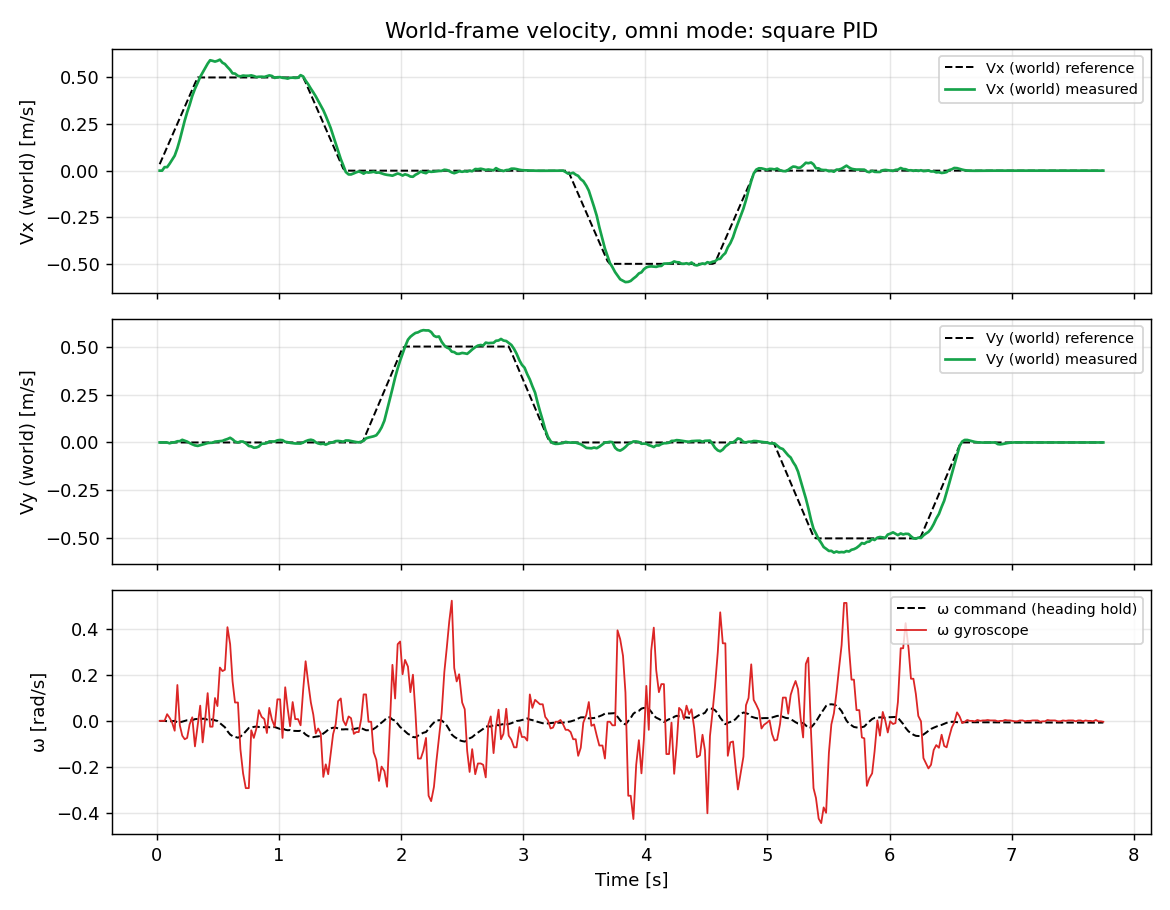 World-frame velocity, omni mode: square PID
Vx (world) [m/s]
0.50
0.25
0.00
−0.25
−0.50
Vx (world) reference
Vx (world) measured
Vy (world) [m/s]
0.50
0.25
0.00
−0.25
−0.50
Vy (world) reference
Vy (world) measured
ω [rad/s]
0.4
0.2
0.0
−0.2
−0.4
ω command (heading hold)
ω gyroscope
0 1 2 3 4 5 6 7 8
Time [s]